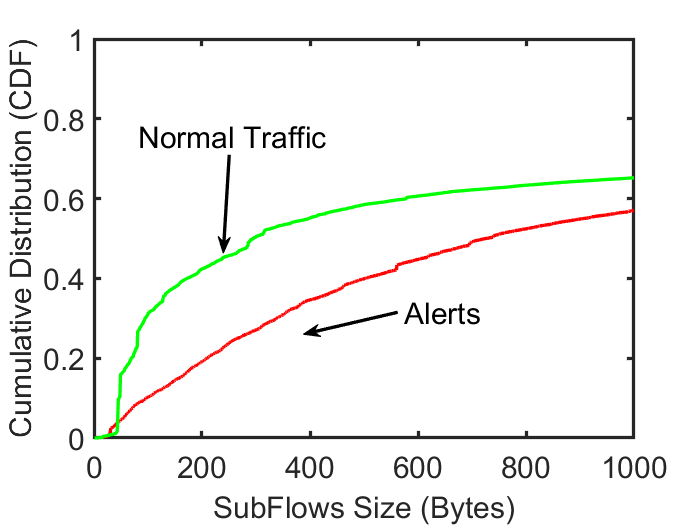 1
0.8
0.6
0.4
0.2
0
Cumulative Distribution (CDF)
Normal Traffic
Alerts
0 200 400 600 800 1000
SubFlows Size (Bytes)